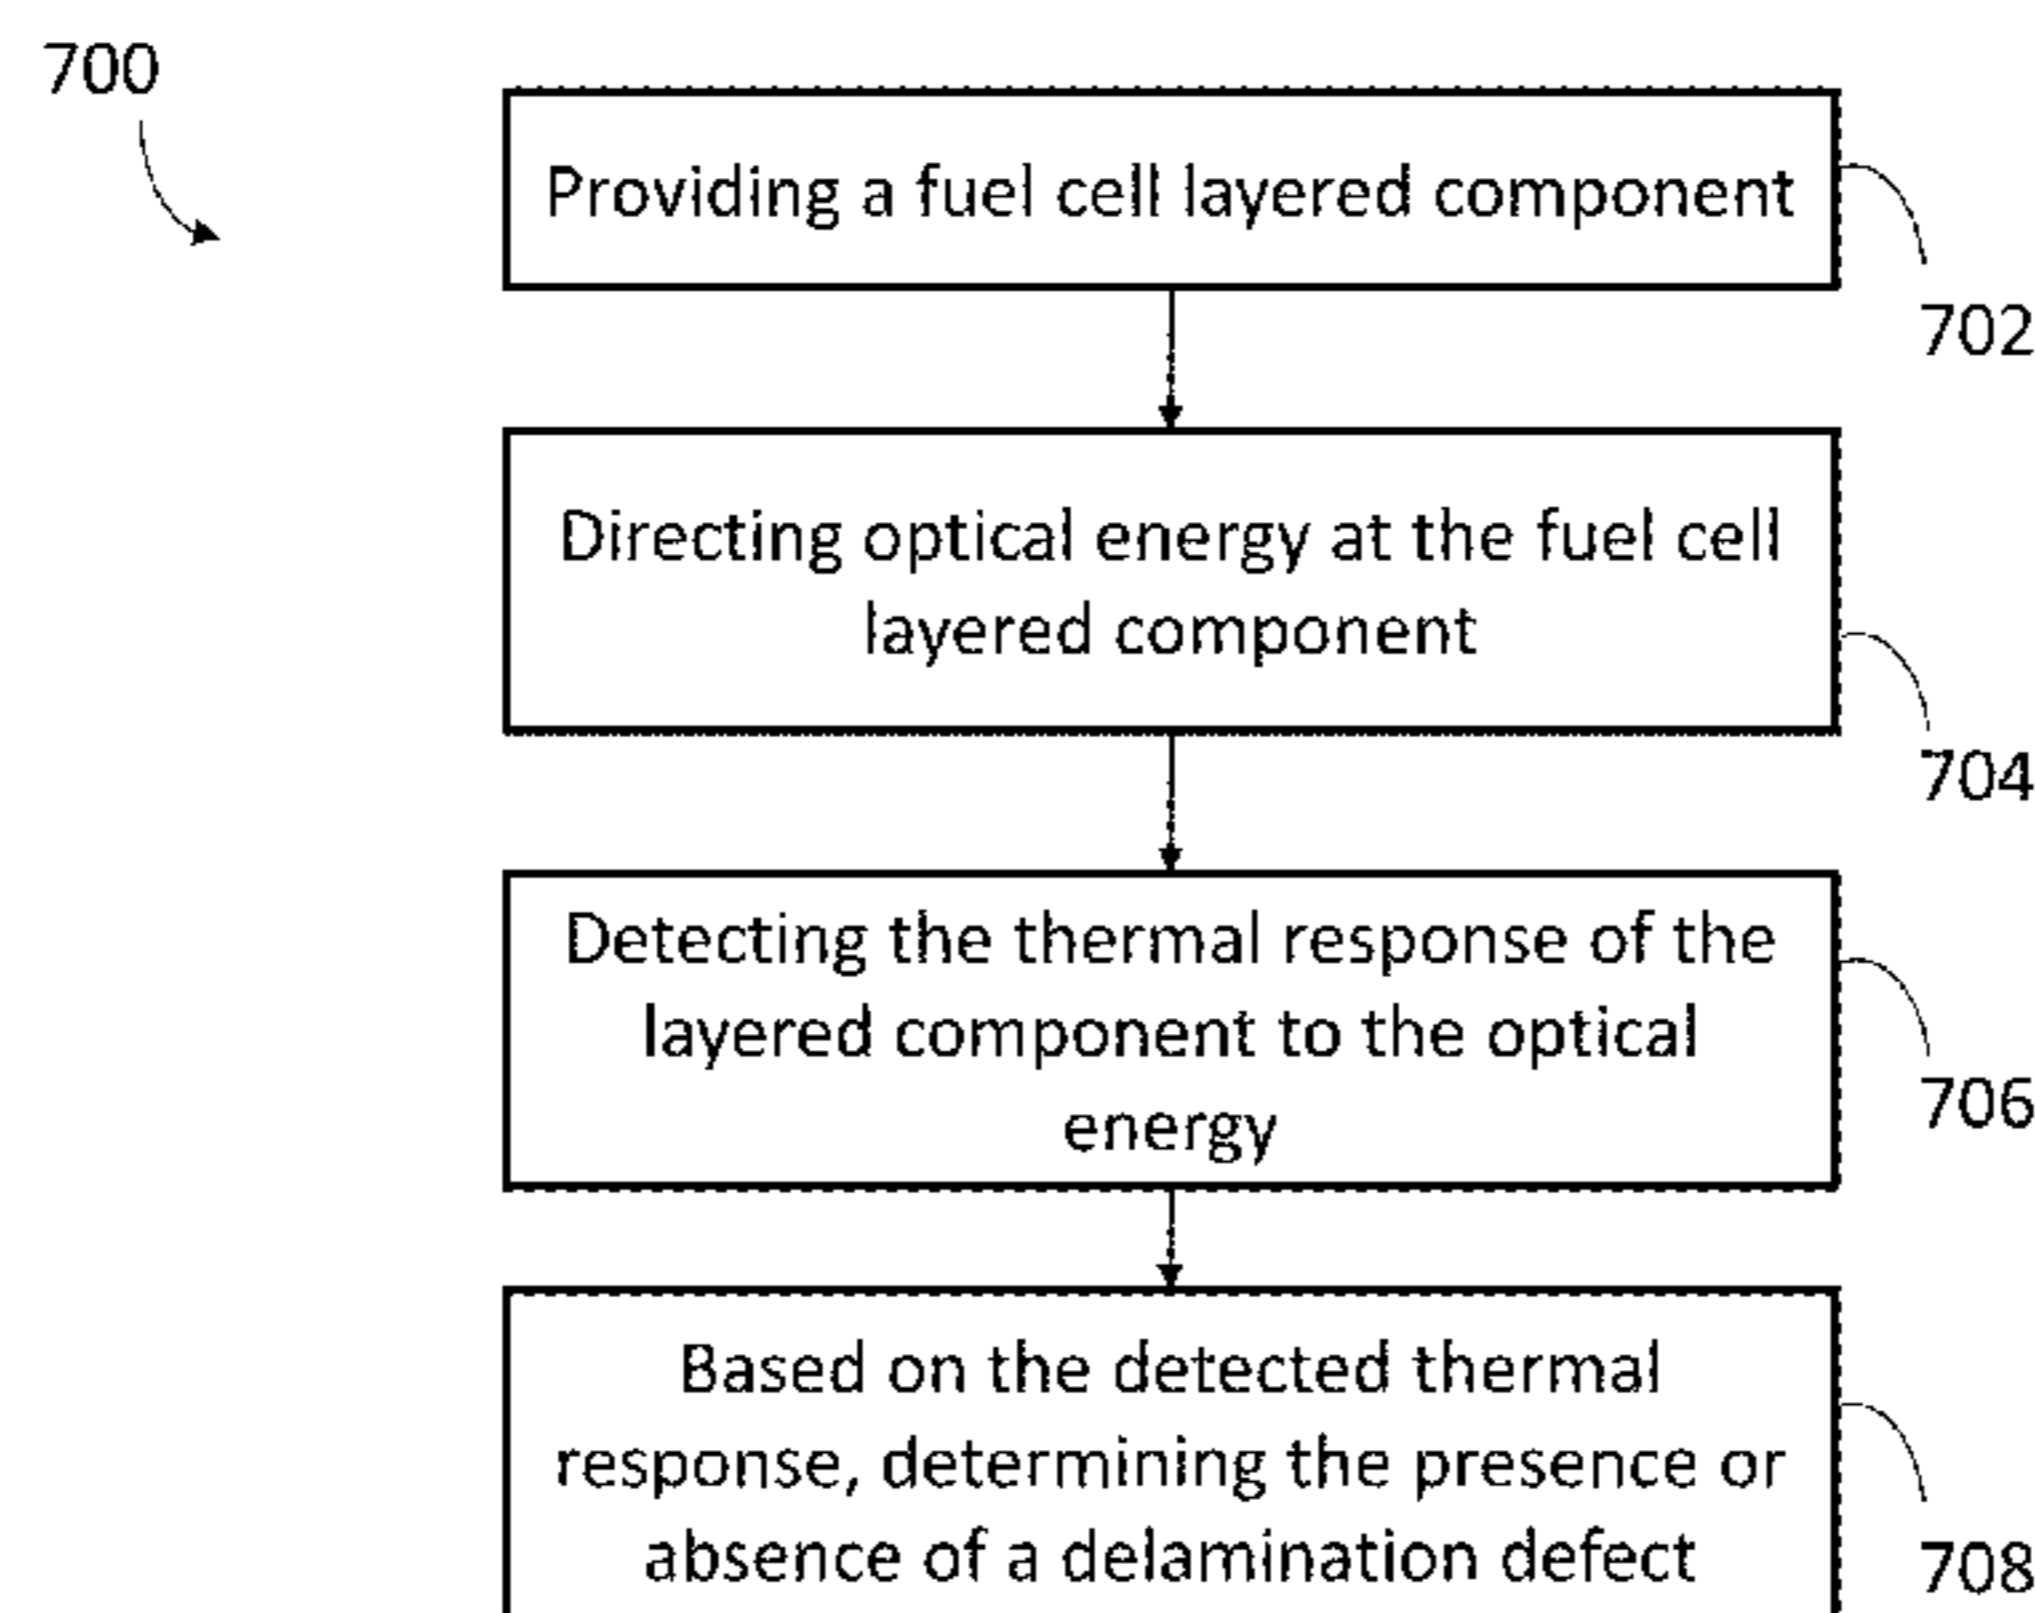 700
Providing a fuel cell layered component
702
Directing optical energy at the fuel cell
layered component
704
Detecting the thermal response of the
layered component to the optical
energy
706
Based on the detected thermal
response, determining the presence or
absence of a delamination defect
708